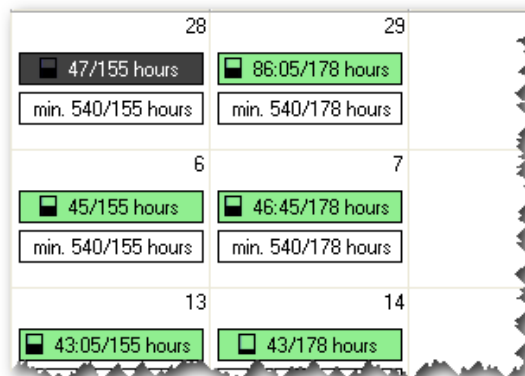 28 29
47/155 hours 86:05/178 hours
min. 540/155 hours min. 540/178 hours
6 7
45/155 hours 46:45/178 hours
min. 540/155 hours min. 540/178 hours
13 14
43:05/155 hours 43/178 hours